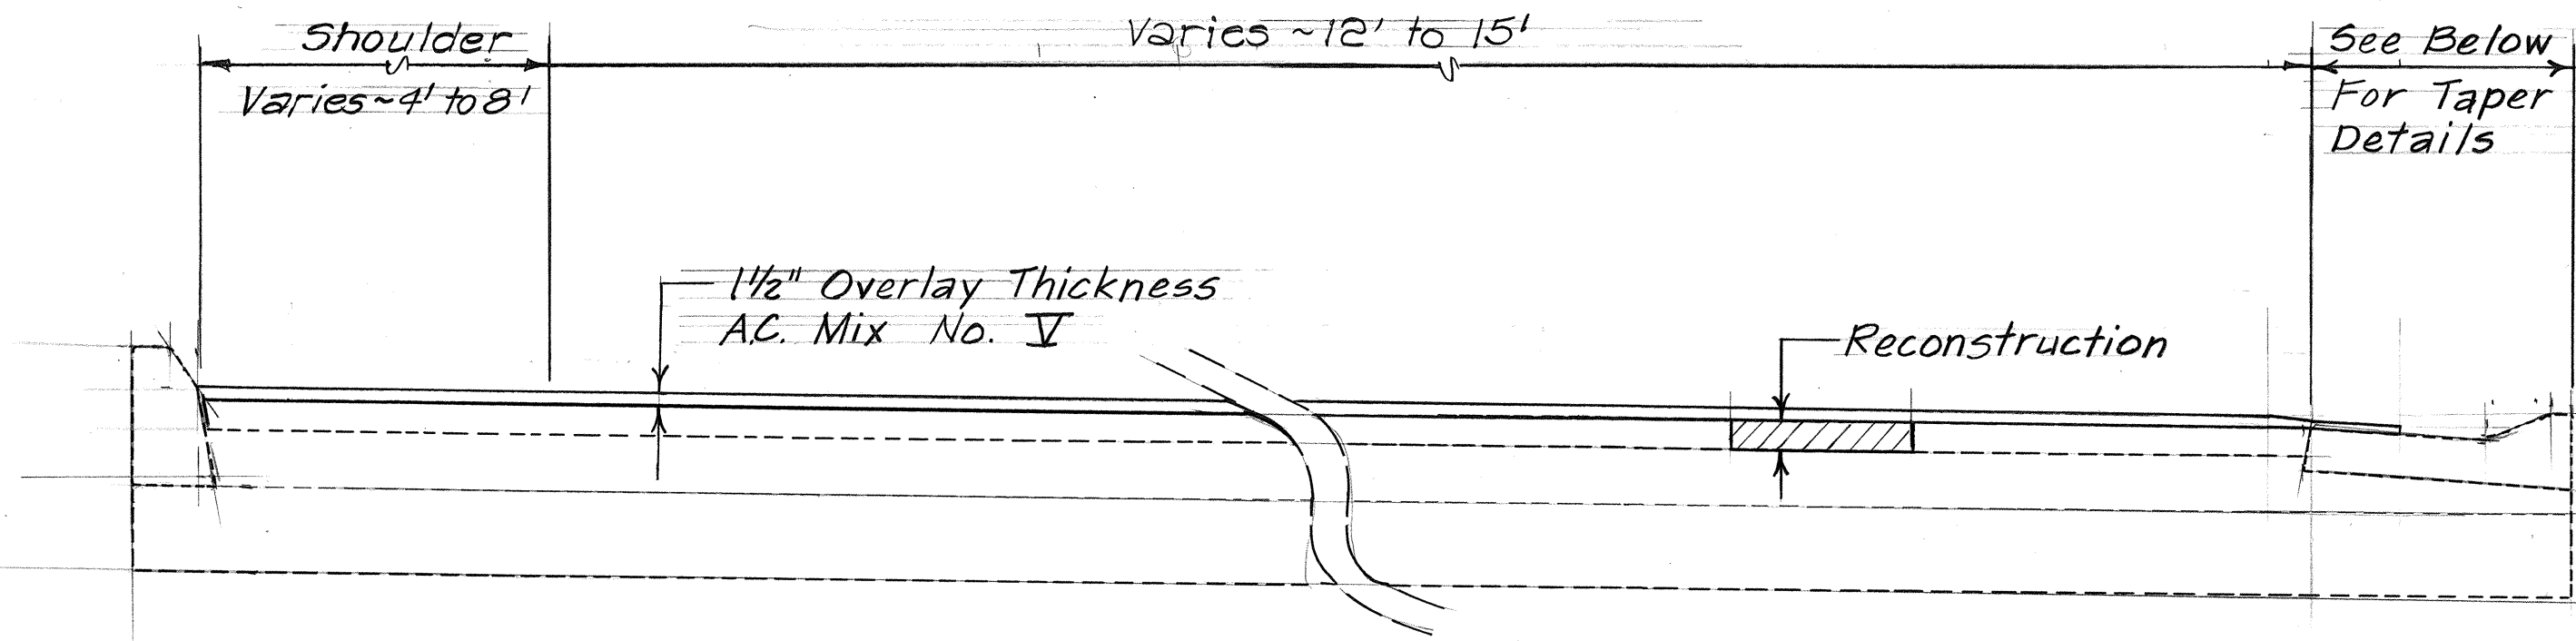 Shoulder
Varies ~ 4' to 8'
Varies ~ 12' to 15'
See Below
For Taper
Details
1½" Overlay Thickness
A.C. Mix No. V
Reconstruction